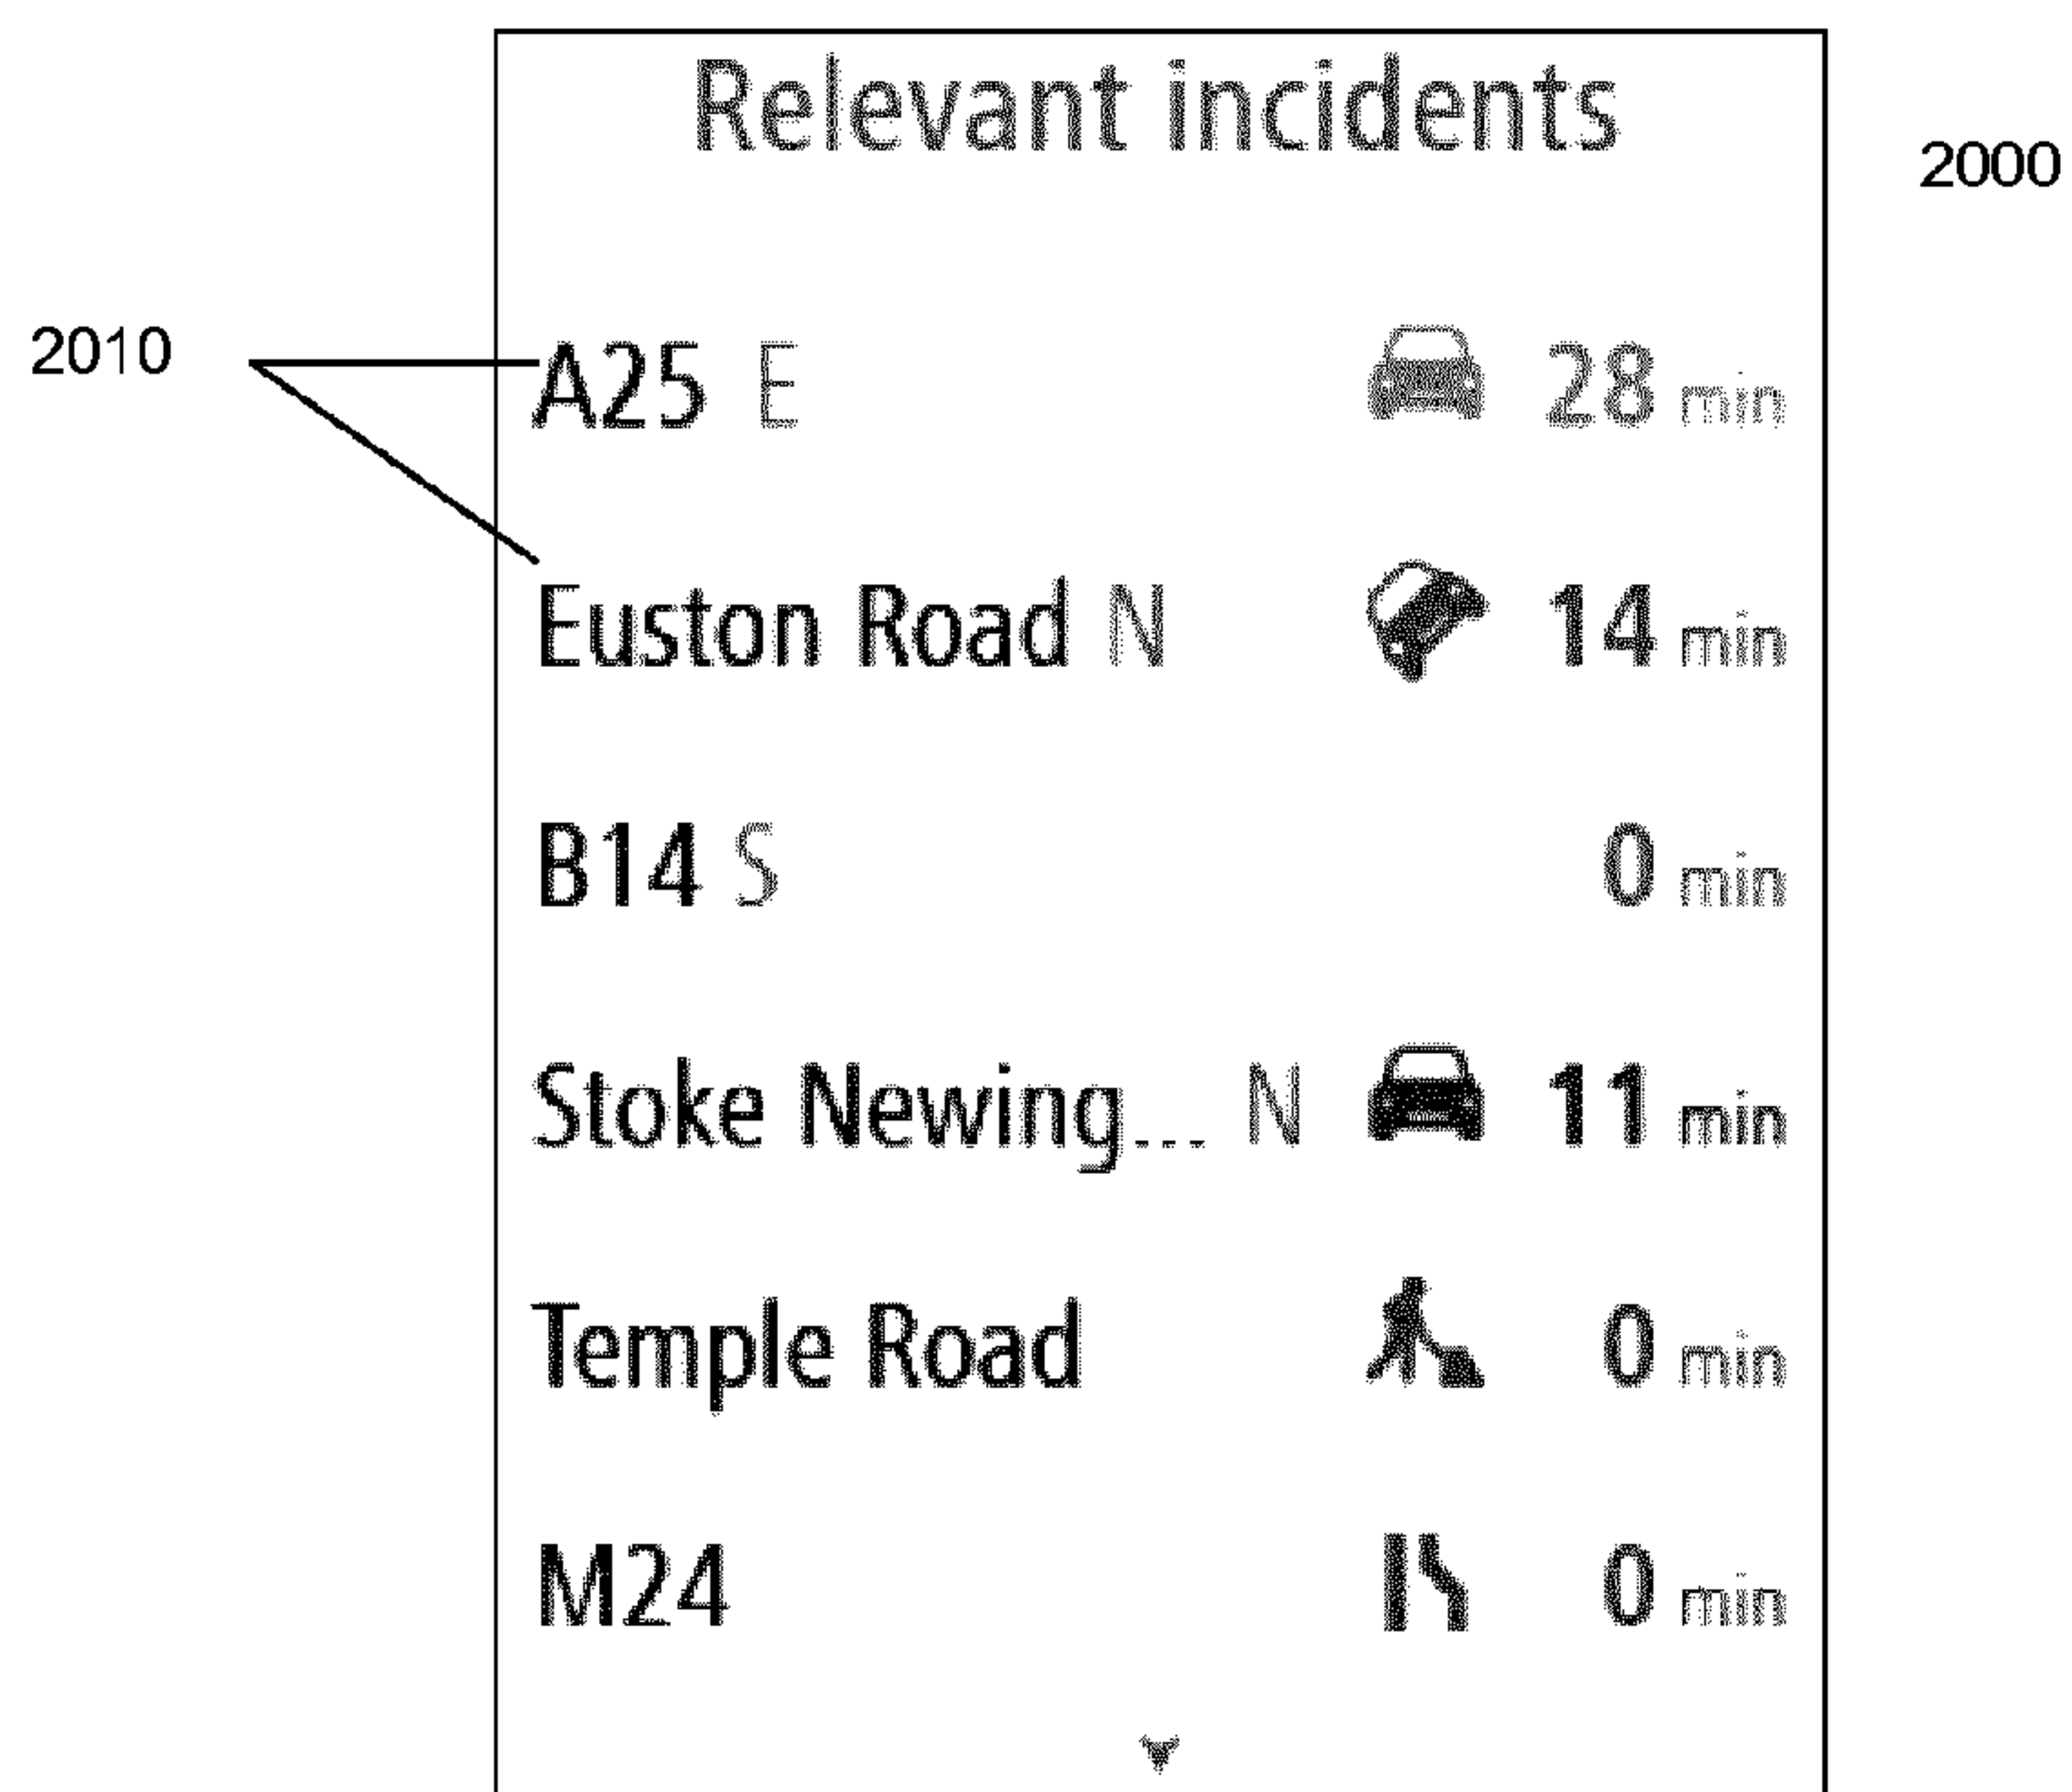 Relevant incidents
2000
2010
A25 E 28 min
Euston Road N 14 min
B14 S 0 min
Stoke Newing... N 11 min
Temple Road 0 min
M24 0 min